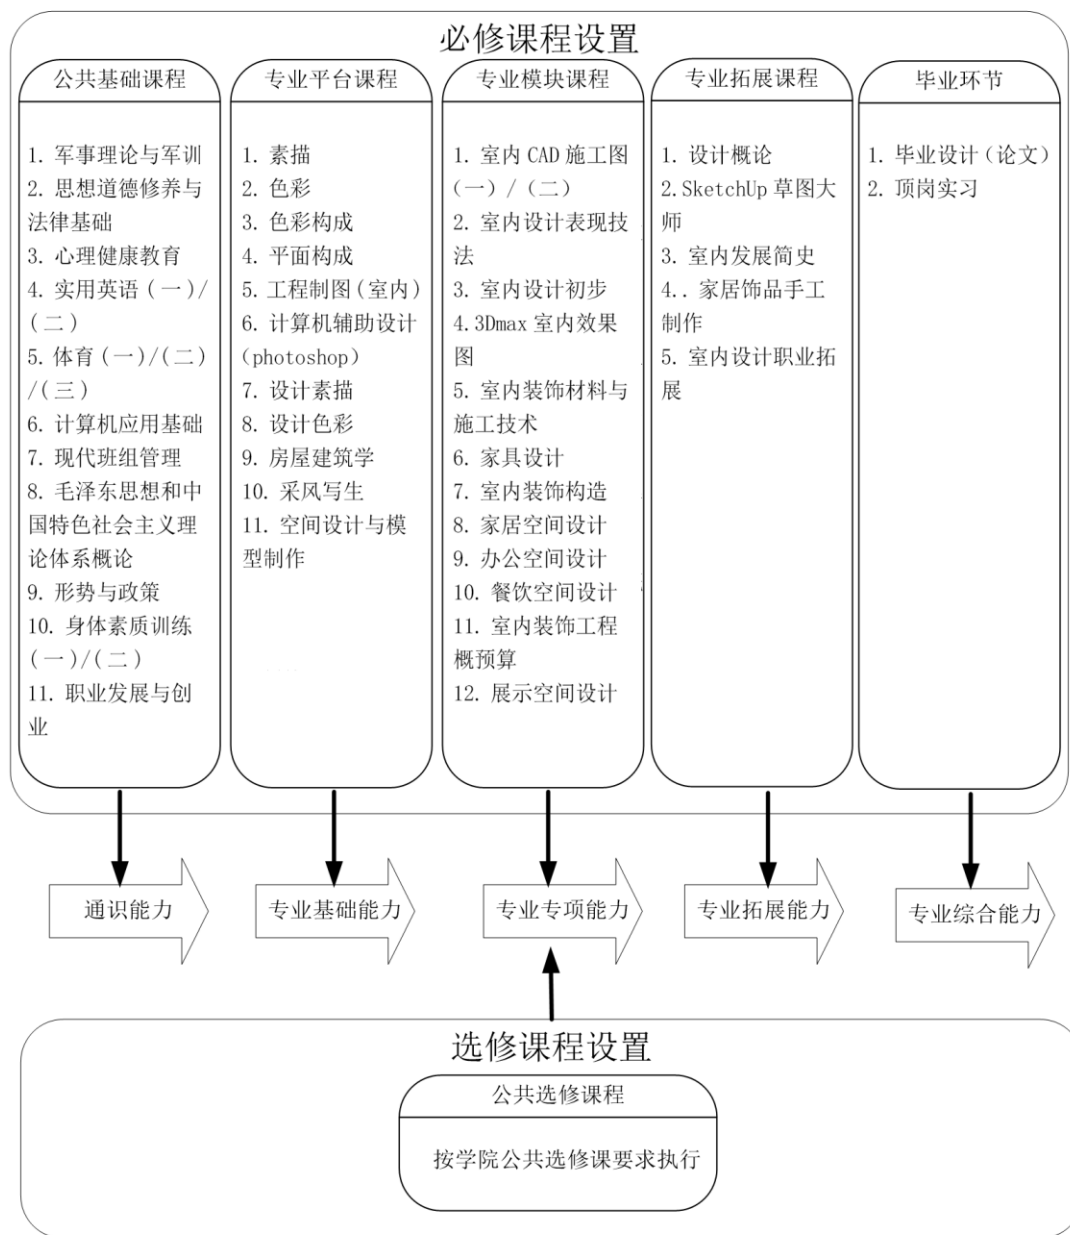 必修课程设置
公共基础课程
1. 军事理论与军训
2. 思想道德修养与
法律基础
3. 心理健康教育
4. 实用英语(一)/
(二)
5. 体育(一)/(二)
/(三)
6. 计算机应用基础
7. 现代班组管理
8. 毛泽东思想和中
国特色社会主义理
论体系概论
9. 形势与政策
10. 身体素质训练
(一)/(二)
11. 职业发展与创
业
专业平台课程
1. 素描
2. 色彩
3. 色彩构成
4. 平面构成
5. 工程制图(室内)
6. 计算机辅助设计
(photoshop)
7. 设计素描
8. 设计色彩
9. 房屋建筑学
10. 采风写生
11. 空间设计与模
型制作
专业模块课程
1. 室内 CAD 施工图
(一)/(二)
2. 室内设计表现技
法
3. 室内设计初步
4.3Dmax 室内效果
图
5. 室内装饰材料与
施工技术
6. 家具设计
7. 室内装饰构造
8. 家居空间设计
9. 办公空间设计
10. 餐饮空间设计
11. 室内装饰工程
概预算
12. 展示空间设计
专业拓展课程
1. 设计概论
2.SketchUp 草图大
师
3. 室内发展简史
4.. 家居饰品手工
制作
5. 室内设计职业拓
展
毕业环节
1. 毕业设计(论文)
2. 顶岗实习
通识能力
专业基础能力
专业专项能力
专业拓展能力
专业综合能力
选修课程设置
公共选修课程
按学院公共选修课要求执行